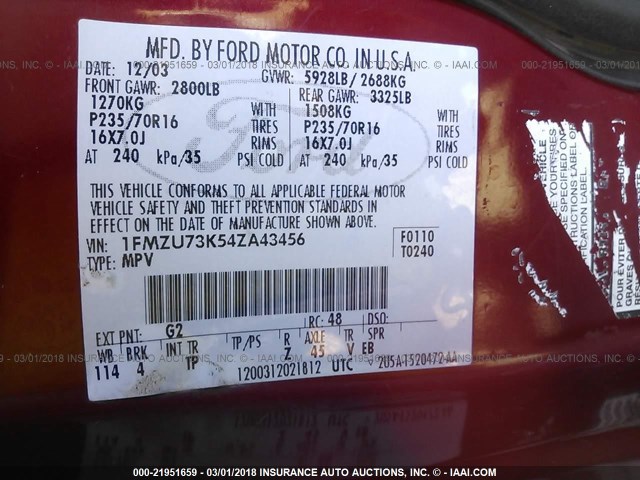 MFD. BY FORD MOTOR CO. IN U.S.A.
DATE: 12/03 GVWR: 5928LB/ 2688KG
FRONT GAWR: 2800LB REAR GAWR: 3325LB
1270KG WITH 1508KG WITH
P235/70R16 TIRES P235/70R16 TIRES
16X7.0J RIMS 16X7.0J RIMS
AT 240 kPa/35 PSI COLD AT 240 kPa/35 PSI COLD
THIS VEHICLE CONFORMS TO ALL APPLICABLE FEDERAL MOTOR
VEHICLE SAFETY AND THEFT PREVENTION STANDARDS IN
EFFECT ON THE DATE OF MANUFACTURE SHOWN ABOVE.
VIN: 1FMZU73K54ZA43456 F0110
TYPE: MPV T0240
EXT PNT: G2 RC: 48 DSO:
WB BRK INT TR TP/PS R AXLE TR SPR
114 4 TP 45 V EB
1200312021812 UTC 2U5A-1520472-AA
Ford
000-21951659 - 03/01/2018 - INSURANCE AUTO AUCTIONS, INC. - IAAI.COM